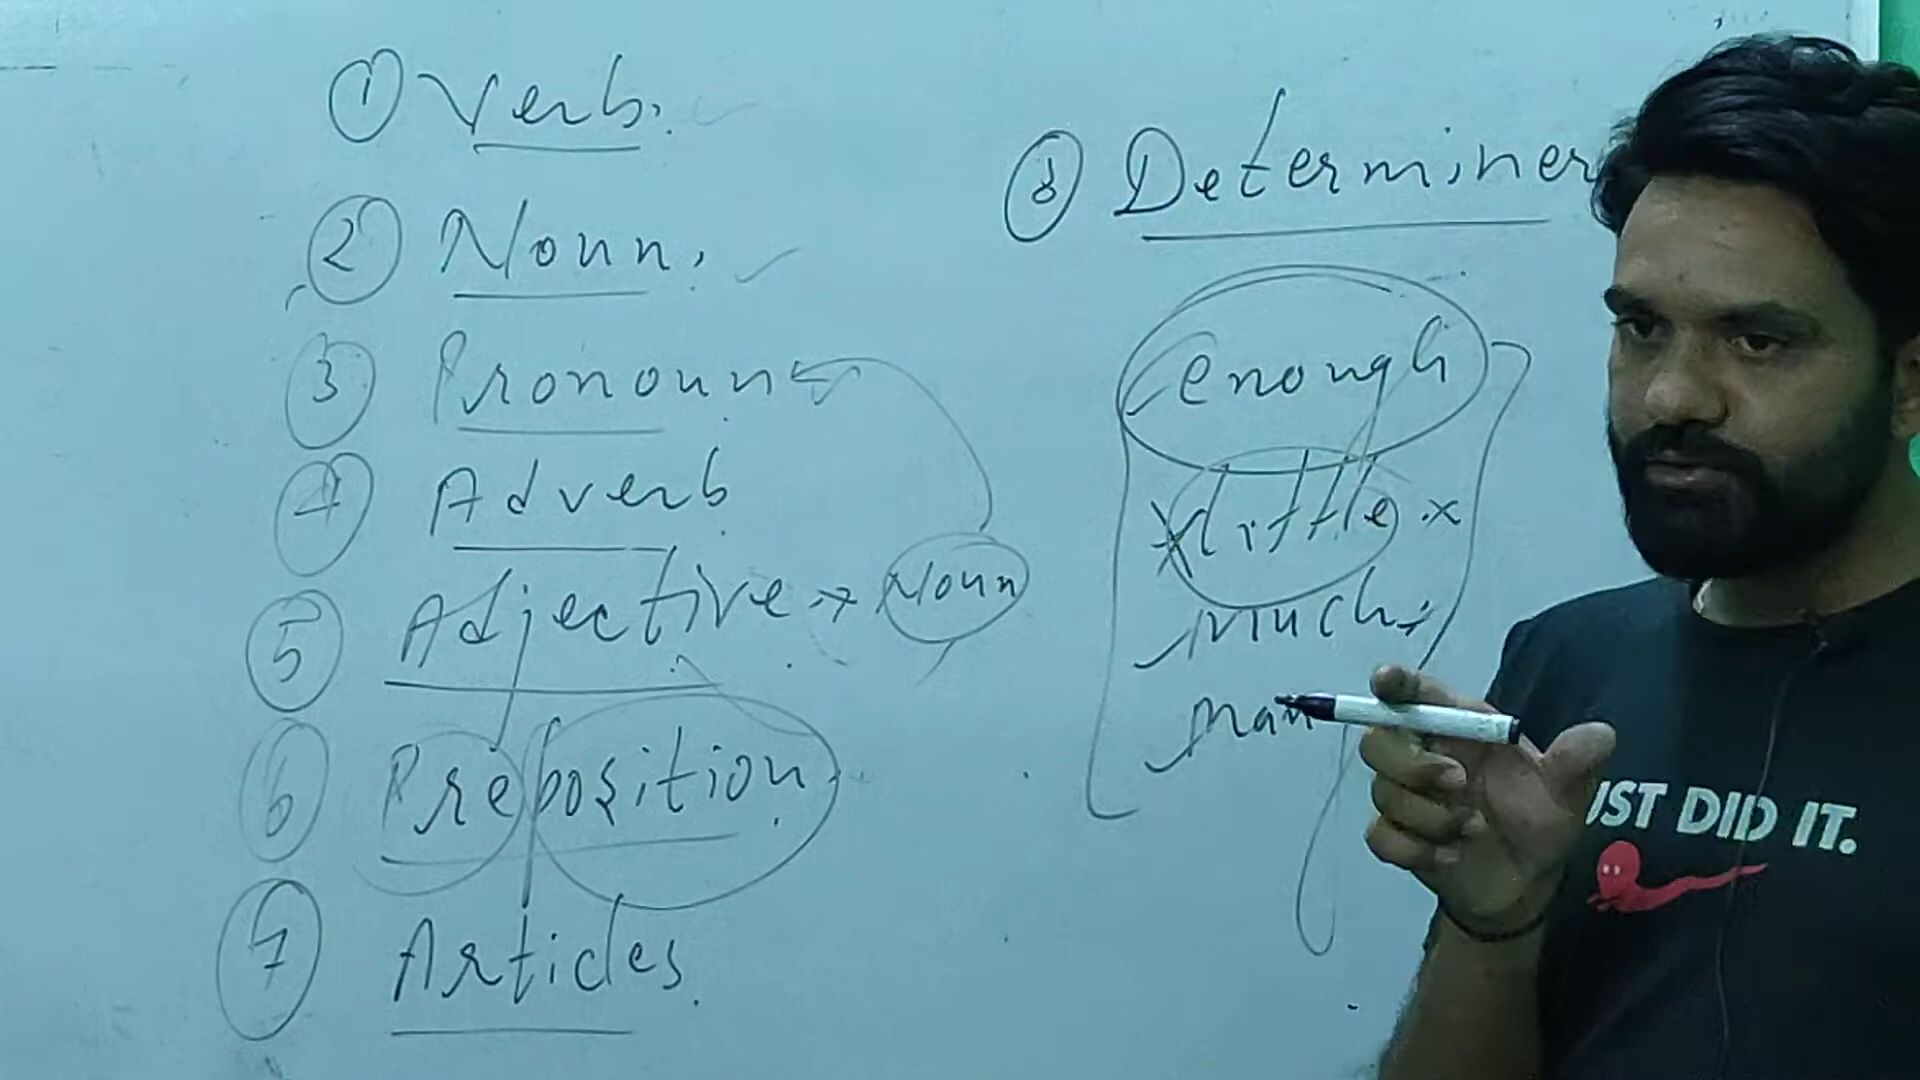 ① Verb.
② Noun.
③ Pronoun
④ Adverb
⑤ Adjective → Noun
⑥ Preposition.
⑦ Articles.
⑧ Determiner
enough
x little x
much
man
UST DID IT.